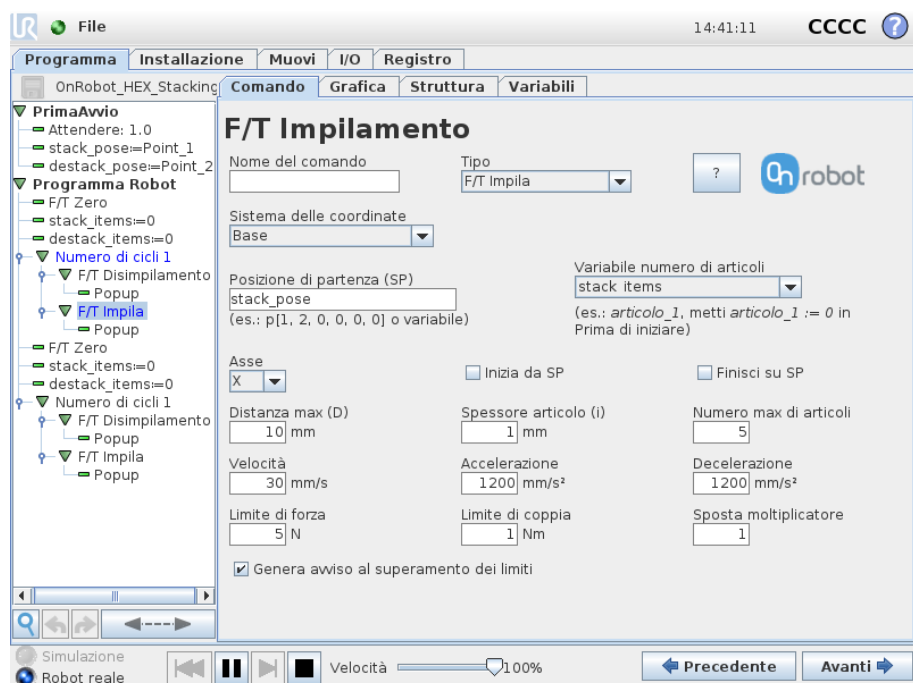 File
14:41:11
CCCC
?
Programma
Installazione
Muovi
I/O
Registro
OnRobot_HEX_Stacking
Comando
Grafica
Struttura
Variabili
PrimaAvvio
Attendere: 1.0
stack_pose:=Point_1
destack_pose:=Point_2
Programma Robot
F/T Zero
stack_items:=0
destack_items:=0
Numero di cicli 1
F/T Disimpilamento
Popup
F/T Impila
Popup
F/T Zero
stack_items:=0
destack_items:=0
Numero di cicli 1
F/T Disimpilamento
Popup
F/T Impila
Popup
F/T Impilamento
Nome del comando
Tipo
F/T Impila
?
On robot
Sistema delle coordinate
Base
Posizione di partenza (SP)
stack_pose
(es.: p[1, 2, 0, 0, 0, 0] o variabile)
Variabile numero di articoli
stack items
(es.: articolo_1, metti articolo_1 := 0 in
Prima di iniziare)
Asse
X
Inizia da SP
Finisci su SP
Distanza max (D)
10 mm
Spessore articolo (i)
1 mm
Numero max di articoli
5
Velocità
30 mm/s
Accelerazione
1200 mm/s²
Decelerazione
1200 mm/s²
Limite di forza
5 N
Limite di coppia
1 Nm
Sposta moltiplicatore
1
Genera avviso al superamento dei limiti
Simulazione
Robot reale
Velocità
100%
Precedente
Avanti